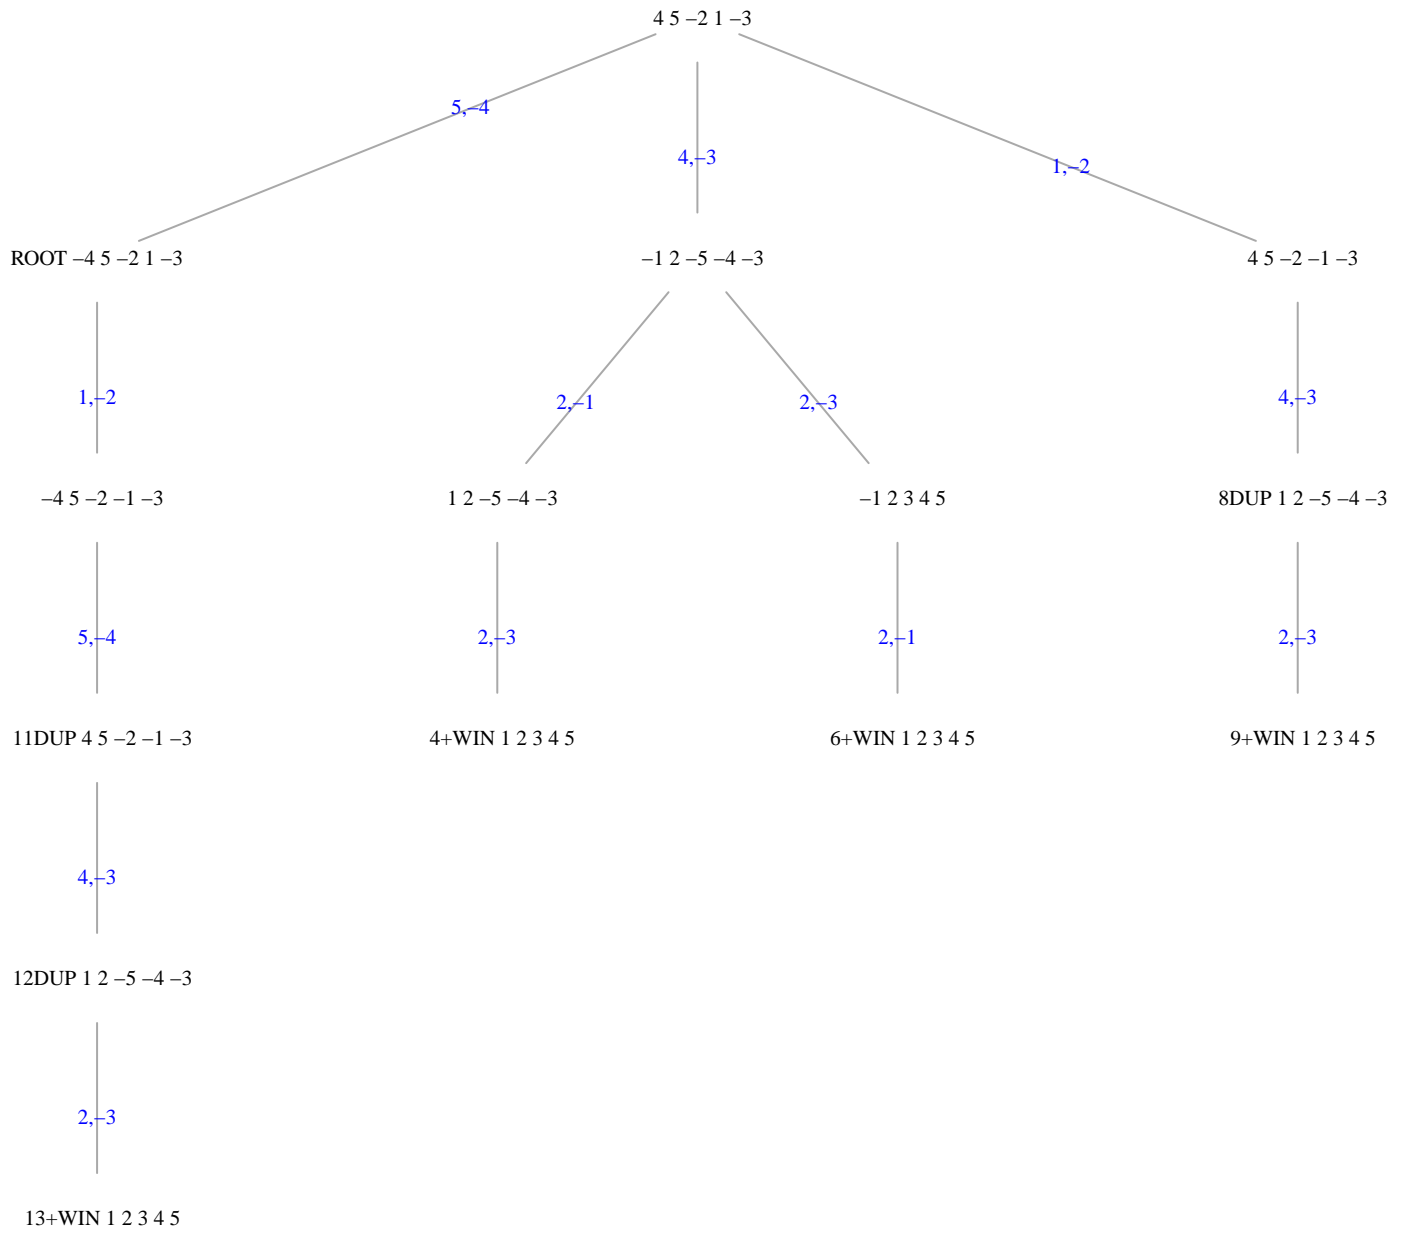 4 5 –2 1 –3
5,–4
4,–3
1,–2
ROOT –4 5 –2 1 –3
–1 2 –5 –4 –3
4 5 –2 –1 –3
1,–2
2,–1
2,–3
4,–3
–4 5 –2 –1 –3
1 2 –5 –4 –3
–1 2 3 4 5
8DUP 1 2 –5 –4 –3
5,–4
2,–3
2,–1
2,–3
11DUP 4 5 –2 –1 –3
4+WIN 1 2 3 4 5
6+WIN 1 2 3 4 5
9+WIN 1 2 3 4 5
4,–3
12DUP 1 2 –5 –4 –3
2,–3
13+WIN 1 2 3 4 5